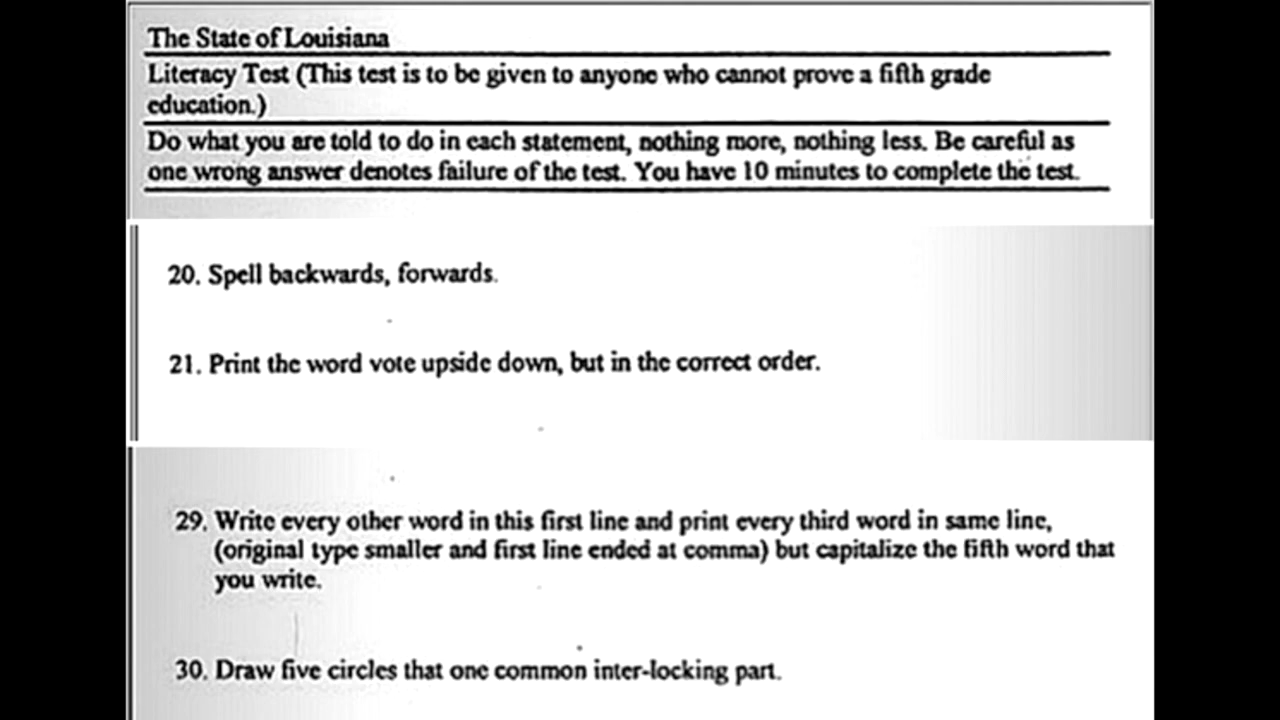 The State of Louisiana
Literacy Test (This test is to be given to anyone who cannot prove a fifth grade
education.)
Do what you are told to do in each statement, nothing more, nothing less. Be careful as
one wrong answer denotes failure of the test. You have 10 minutes to complete the test.
20. Spell backwards, forwards.
21. Print the word vote upside down, but in the correct order.
29. Write every other word in this first line and print every third word in same line,
(original type smaller and first line ended at comma) but capitalize the fifth word that
you write.
30. Draw five circles that one common inter-locking part.